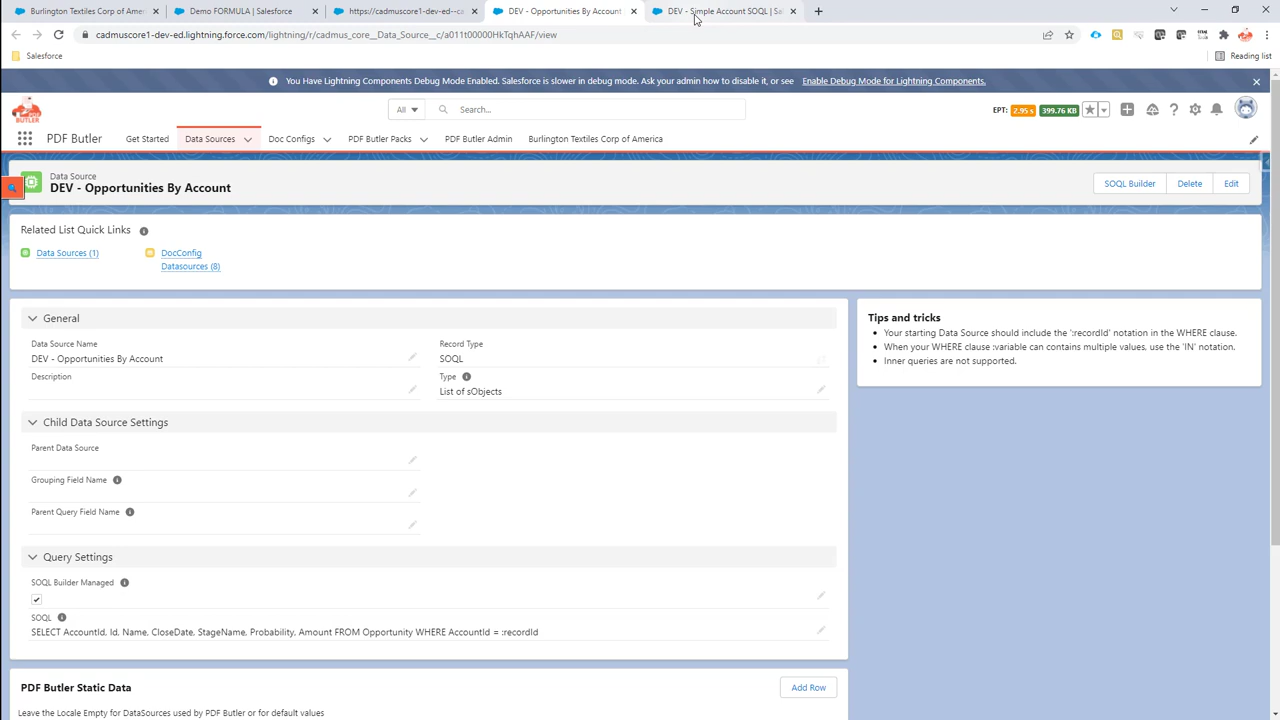 Burlington Textiles Corp of Ameri
Demo FORMULA | Salesforce
https://cadmuscore1-dev-ed--ca
DEV - Opportunities By Account
DEV - Simple Account SOQL | Sal
cadmuscore1-dev-ed.lightning.force.com/lightning/r/cadmus_core__Data_Source__c/a011t00000HkTqhAAF/view
Salesforce
Reading list
You Have Lightning Components Debug Mode Enabled. Salesforce is slower in debug mode. Ask your admin how to disable it, or see Enable Debug Mode for Lightning Components.
PDF
BUTLER
All
Search...
EPT: 2.95 s 399.76 KB
PDF Butler
Get Started
Data Sources
Doc Configs
PDF Butler Packs
PDF Butler Admin
Burlington Textiles Corp of America
Data Source
DEV - Opportunities By Account
SOQL Builder
Delete
Edit
Related List Quick Links
Data Sources (1)
DocConfig
Datasources (8)
General
Data Source Name
DEV - Opportunities By Account
Record Type
SOQL
Description
Type
List of sObjects
Child Data Source Settings
Parent Data Source
Grouping Field Name
Parent Query Field Name
Query Settings
SOQL Builder Managed
SOQL
SELECT AccountId, Id, Name, CloseDate, StageName, Probability, Amount FROM Opportunity WHERE AccountId = :recordId
Tips and tricks
Your starting Data Source should include the ':recordId' notation in the WHERE clause.
When your WHERE clause :variable can contains multiple values, use the 'IN' notation.
Inner queries are not supported.
PDF Butler Static Data
Add Row
Leave the Locale Empty for DataSources used by PDF Butler or for default values